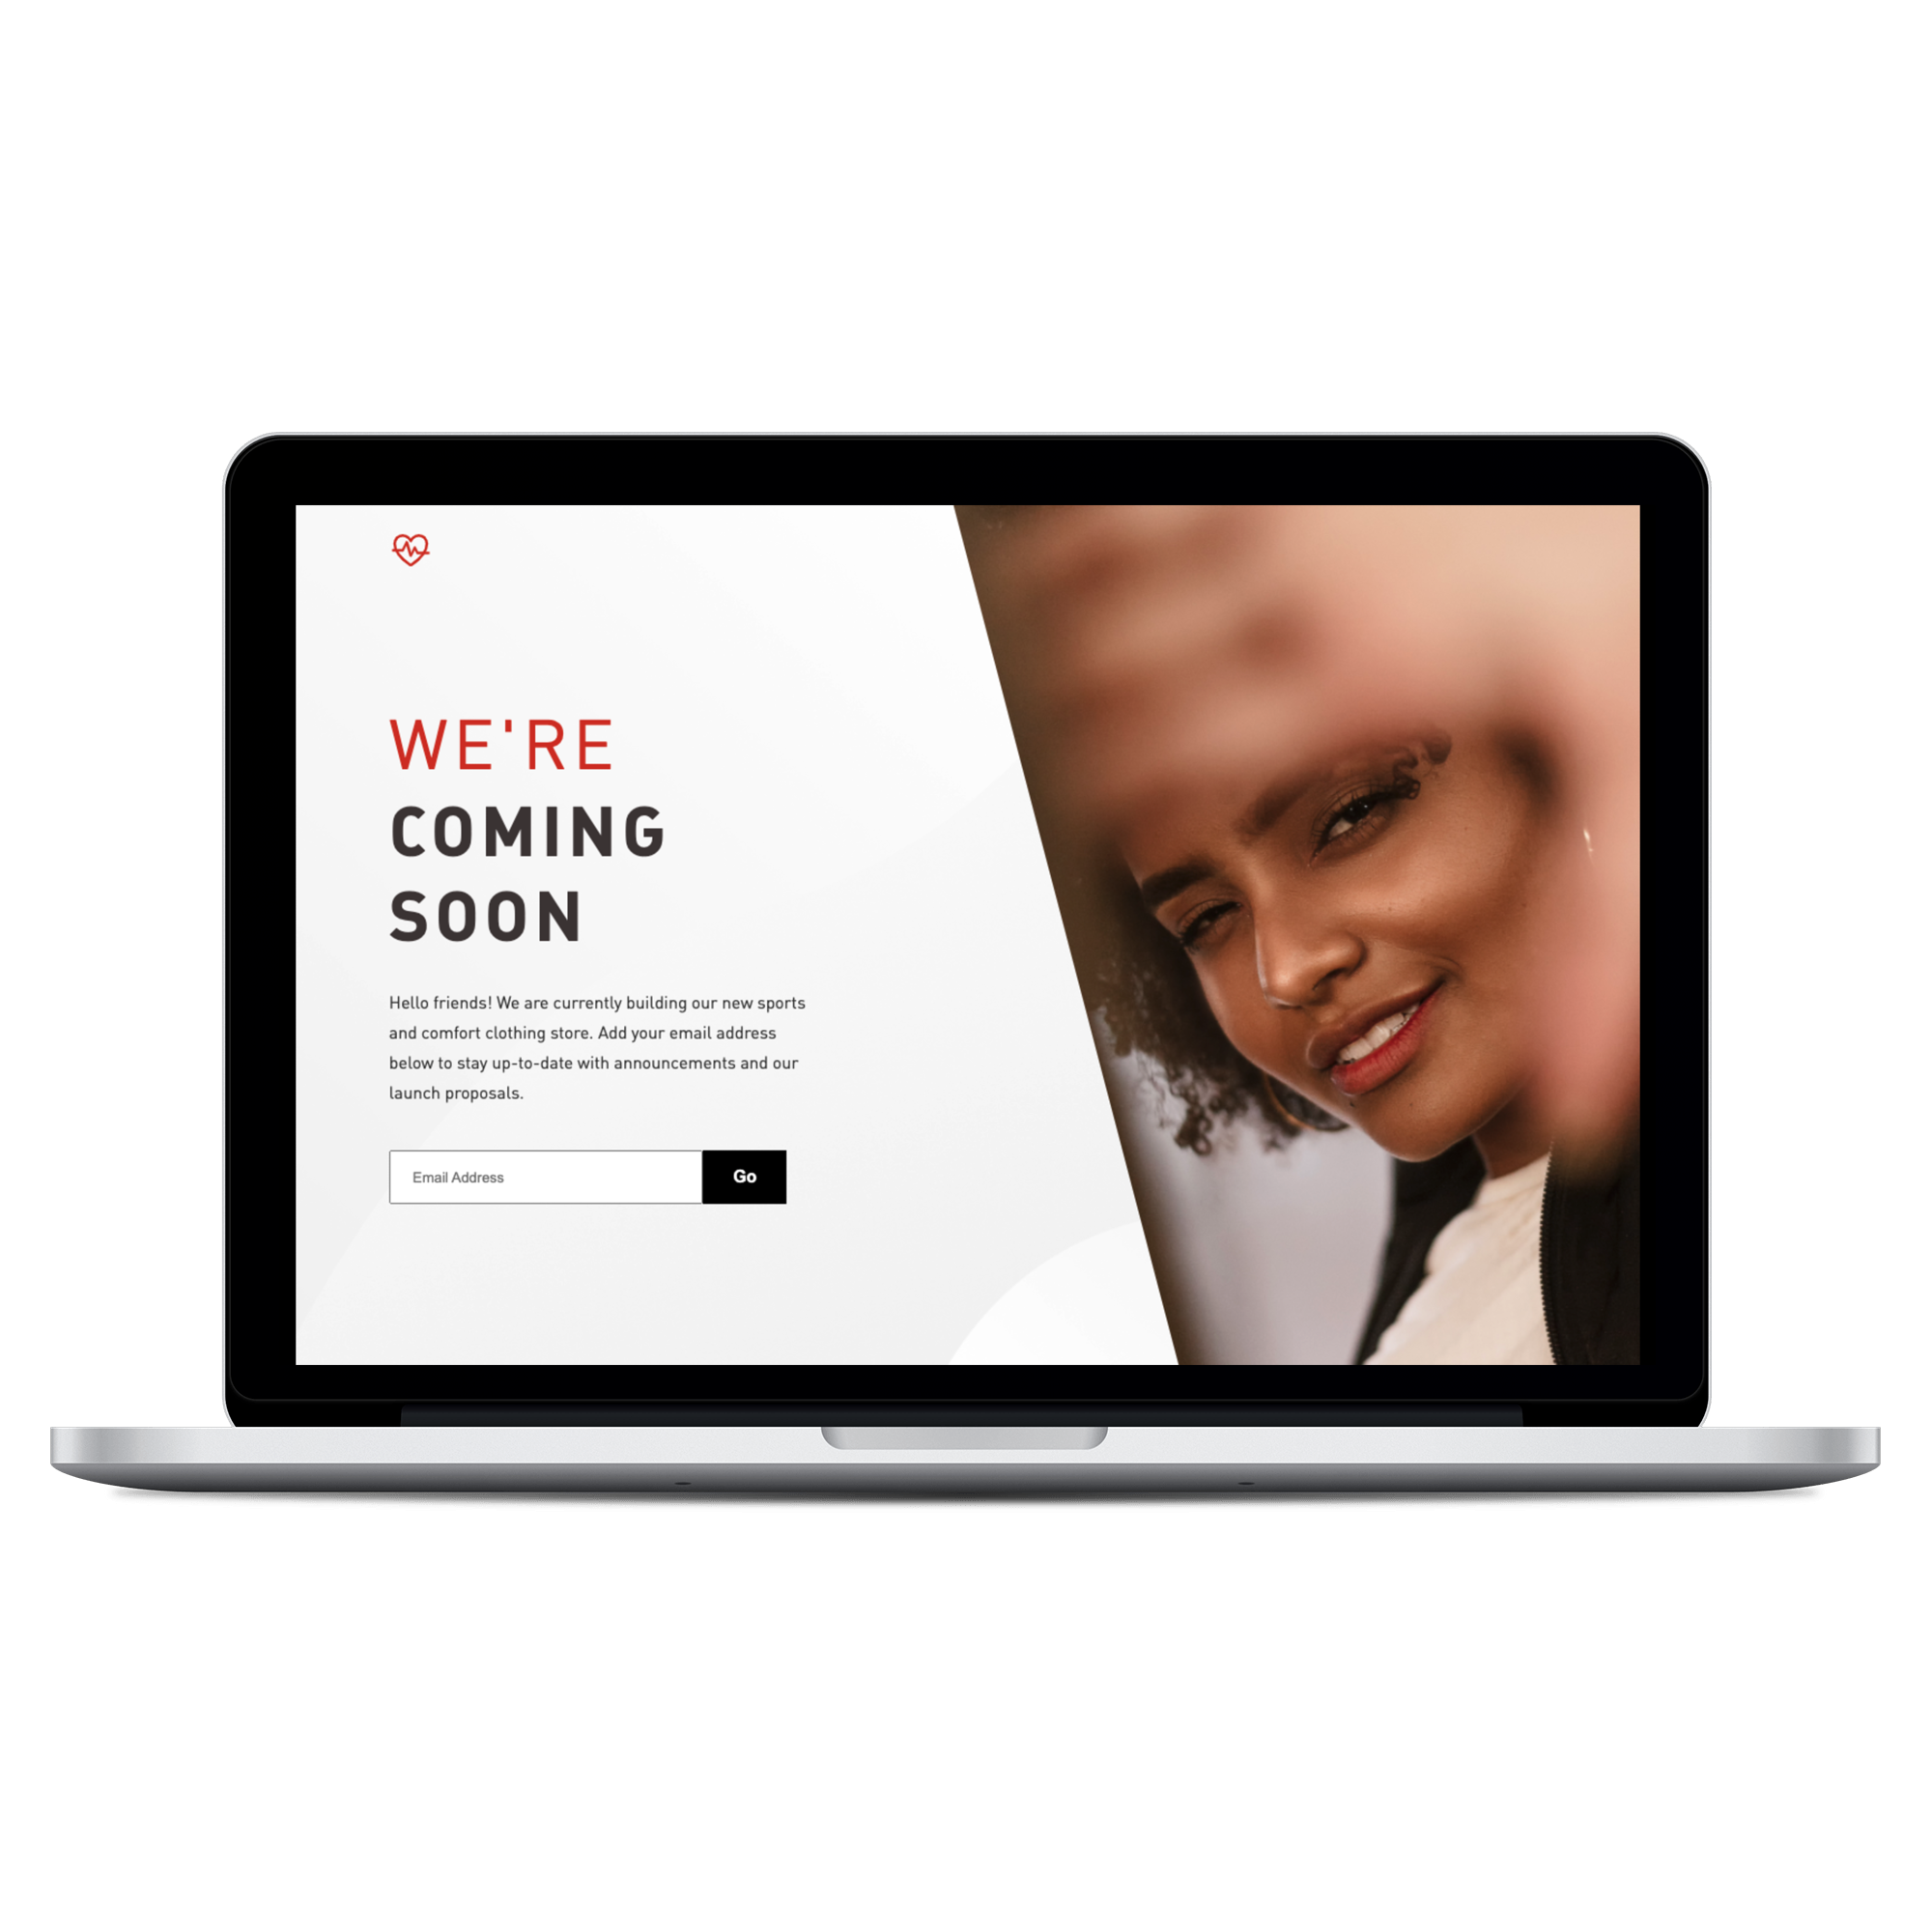 WE'RE
COMING
SOON
Hello friends! We are currently building our new sports
and comfort clothing store. Add your email address
below to stay up-to-date with announcements and our
launch proposals.
Email Address
Go